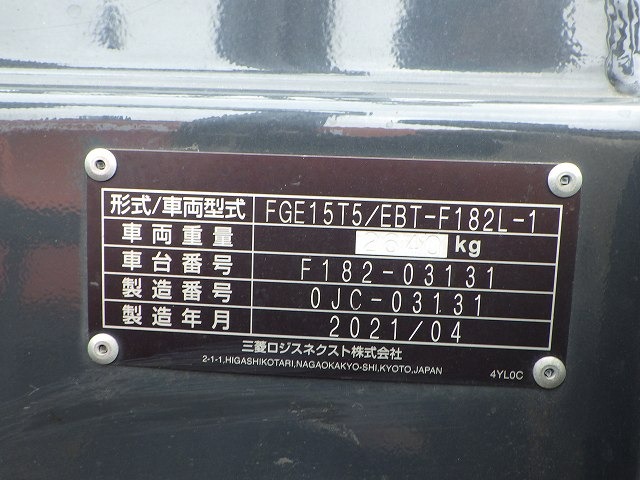 形式/車両型式 FGE15T5/EBT-F182L-1
車両重量 kg
車台番号 F182-03131
製造番号 0JC-03131
製造年月 2021/04
三菱ロジスネクスト株式会社
2-1-1,HIGASHIKOTARI,NAGAOKAKYO-SHI,KYOTO,JAPAN
4YL0C